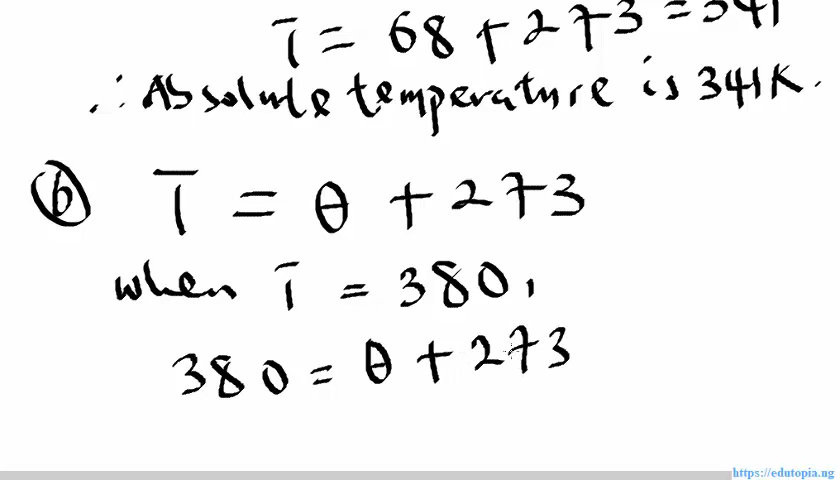 T = 68 + 273 = 341
∴ Absolute temperature is 341K.
(b) T = θ + 273
when T = 380,
380 = θ + 273
https://edutopia.ng